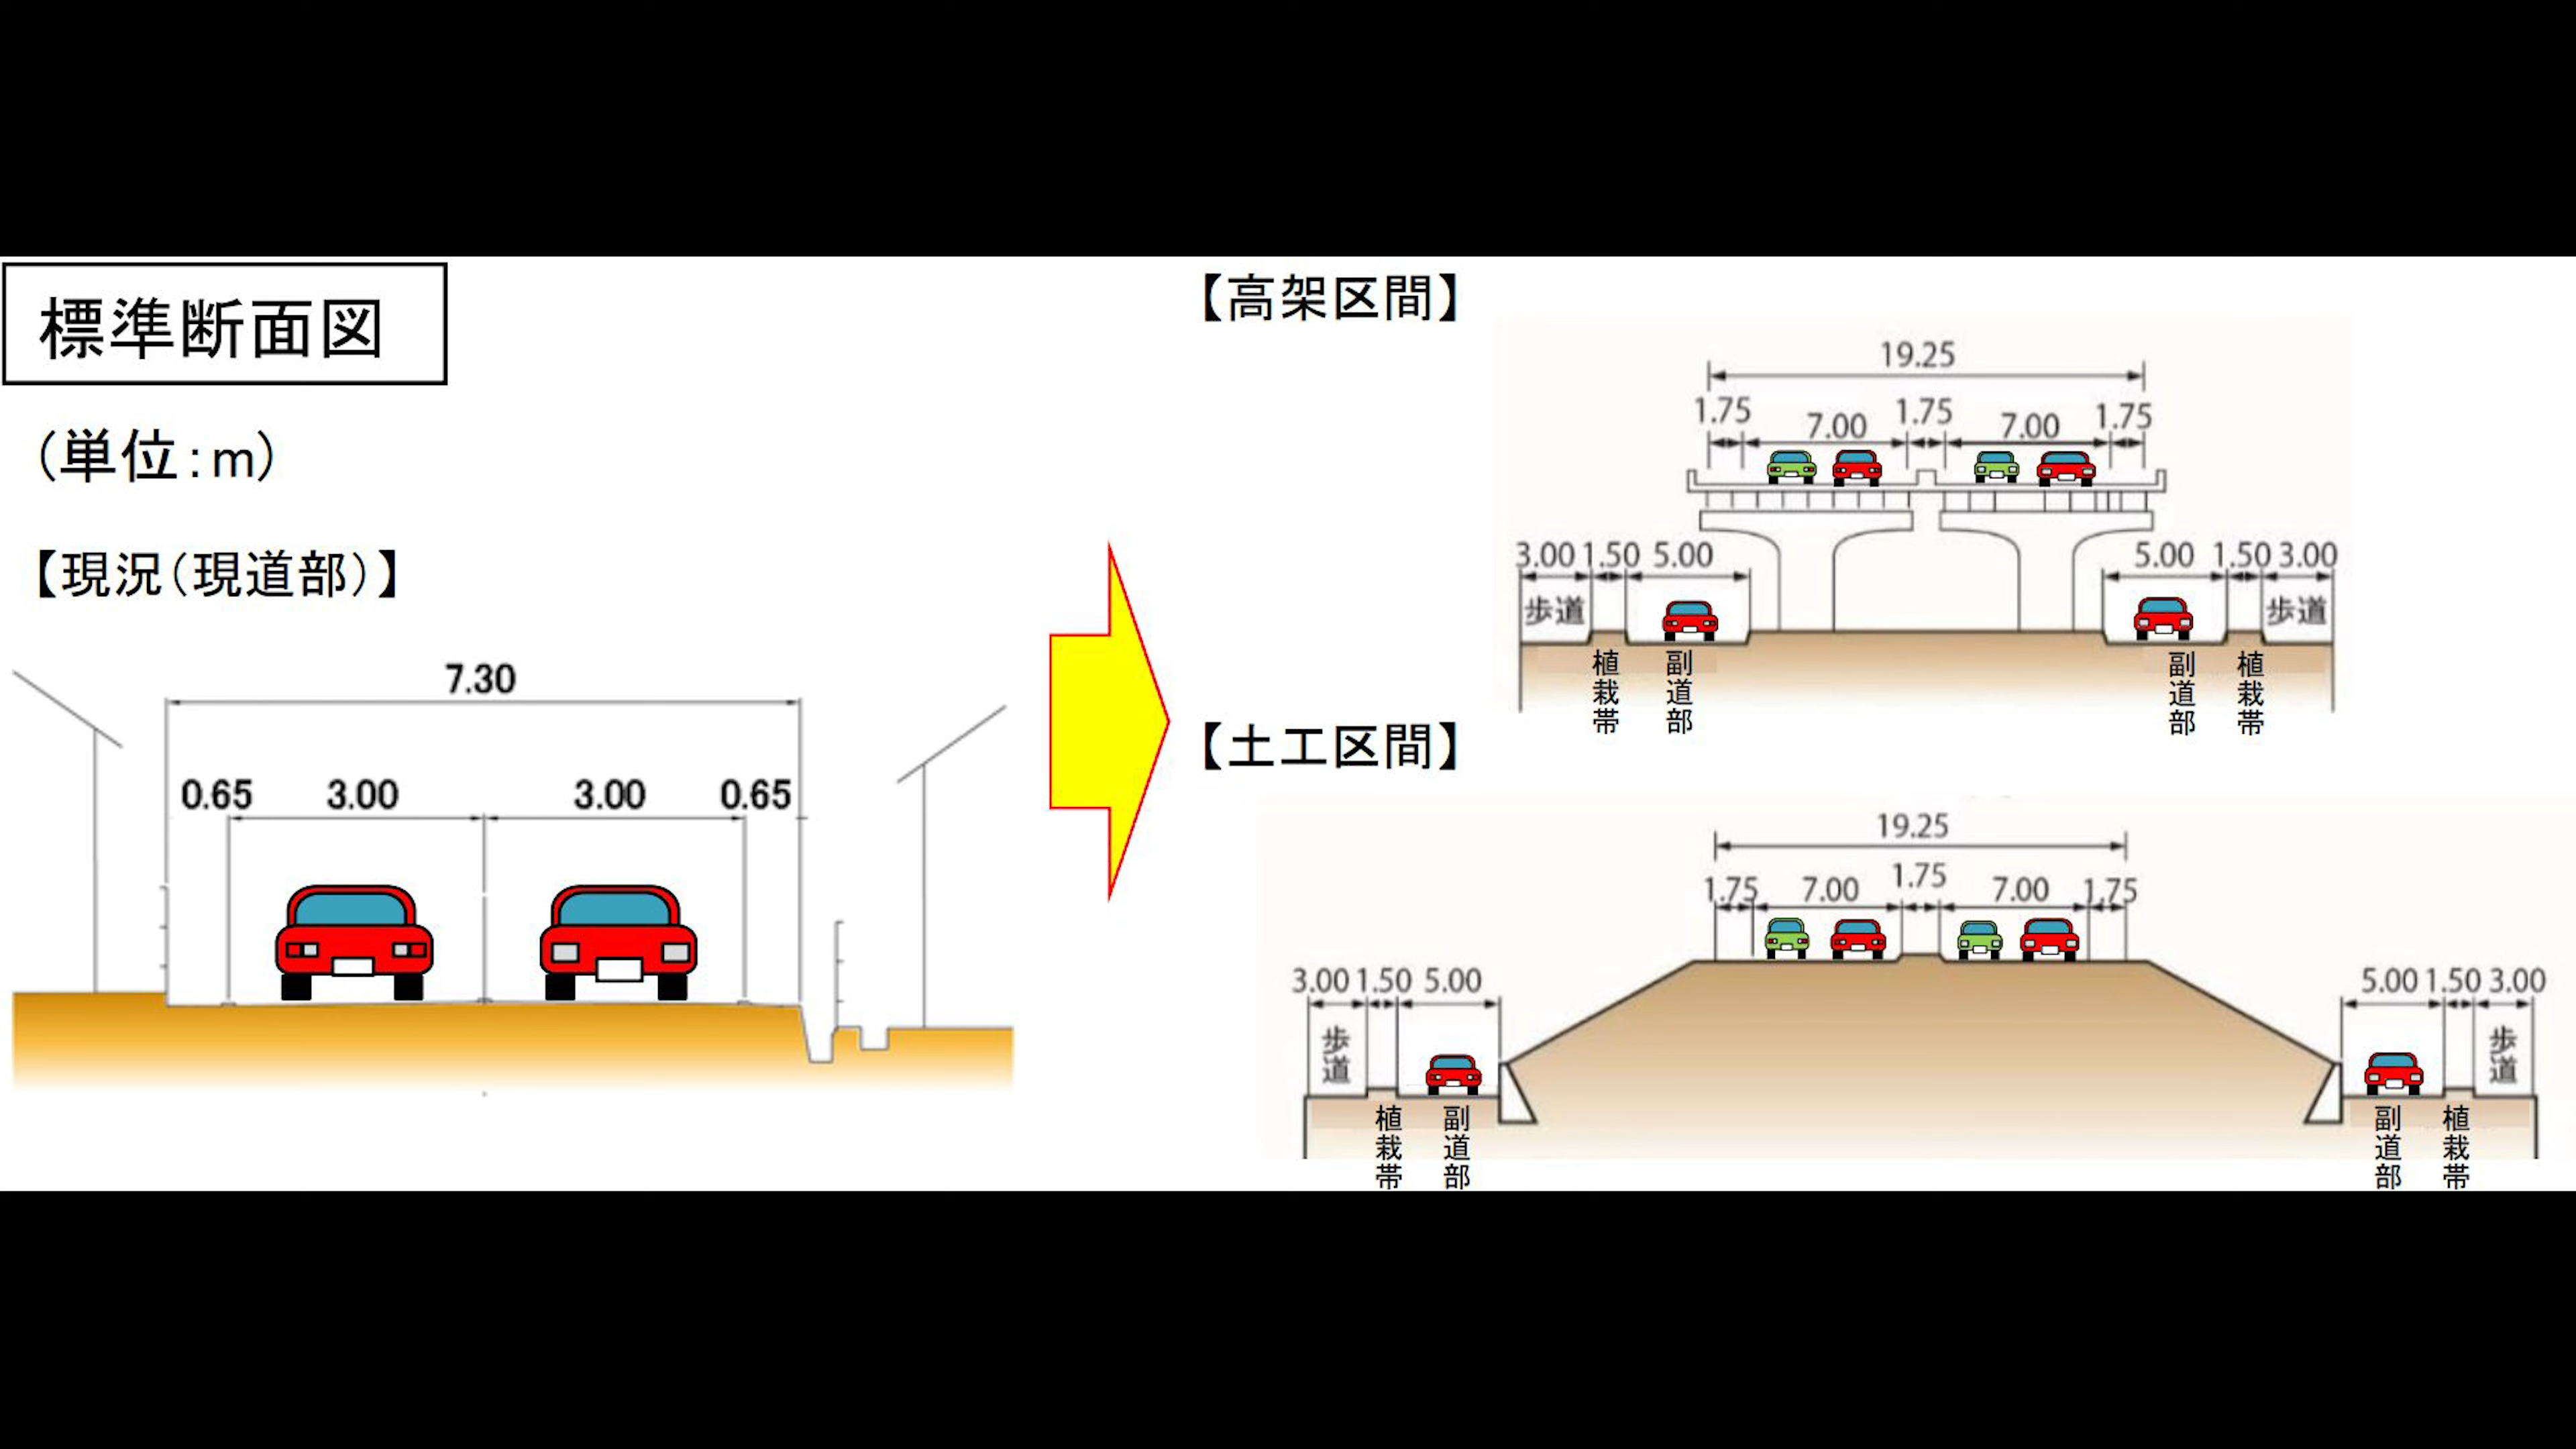 標準断面図
（単位：m）
【現況（現道部）】
7.30
0.65 3.00 3.00 0.65
【高架区間】
19.25
1.75 7.00 1.75 7.00 1.75
3.00 1.50 5.00 5.00 1.50 3.00
歩道 歩道
植栽帯 副道部 副道部 植栽帯
【土工区間】
19.25
1.75 7.00 1.75 7.00 1.75
3.00 1.50 5.00 5.00 1.50 3.00
歩道 歩道
植栽帯 副道部 副道部 植栽帯